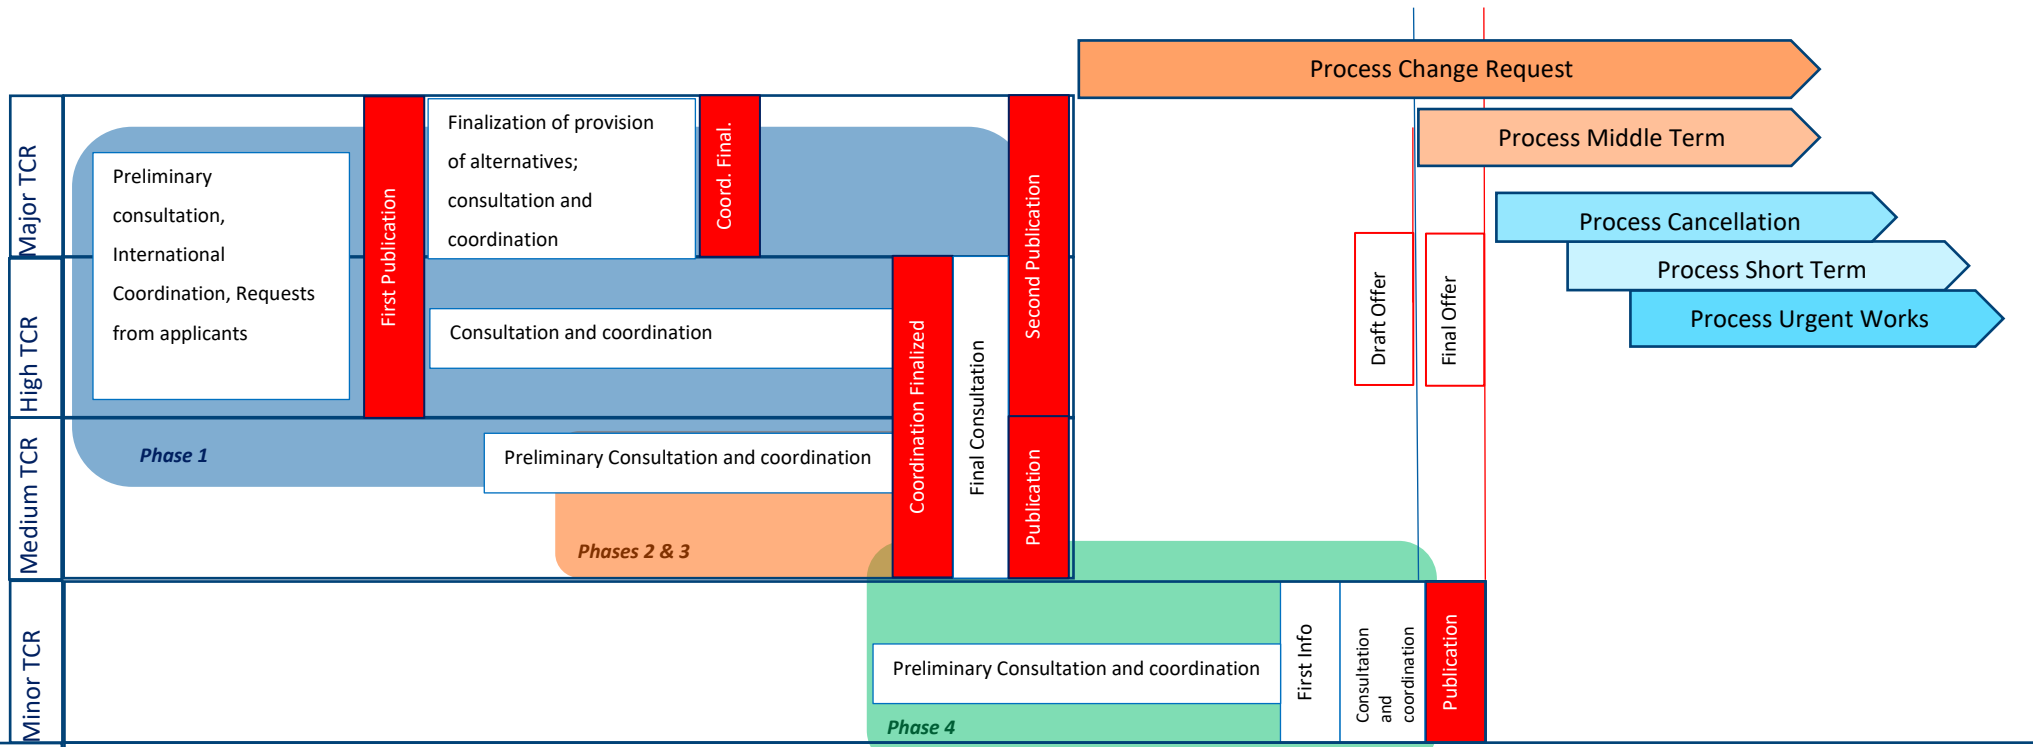 Process Change Request
Process Middle Term
Process Cancellation
Process Short Term
Process Urgent Works
Major TCR
High TCR
Medium TCR
Minor TCR
Preliminary
consultation,
International
Coordination, Requests
from applicants
First Publication
Finalization of provision
of alternatives;
consultation and
coordination
Coord. Final.
Second Publication
Consultation and coordination
Coordination Finalized
Final Consultation
Draft Offer
Final Offer
Phase 1
Preliminary Consultation and coordination
Publication
Phases 2 & 3
Preliminary Consultation and coordination
First Info
Consultation
and
coordination
Publication
Phase 4